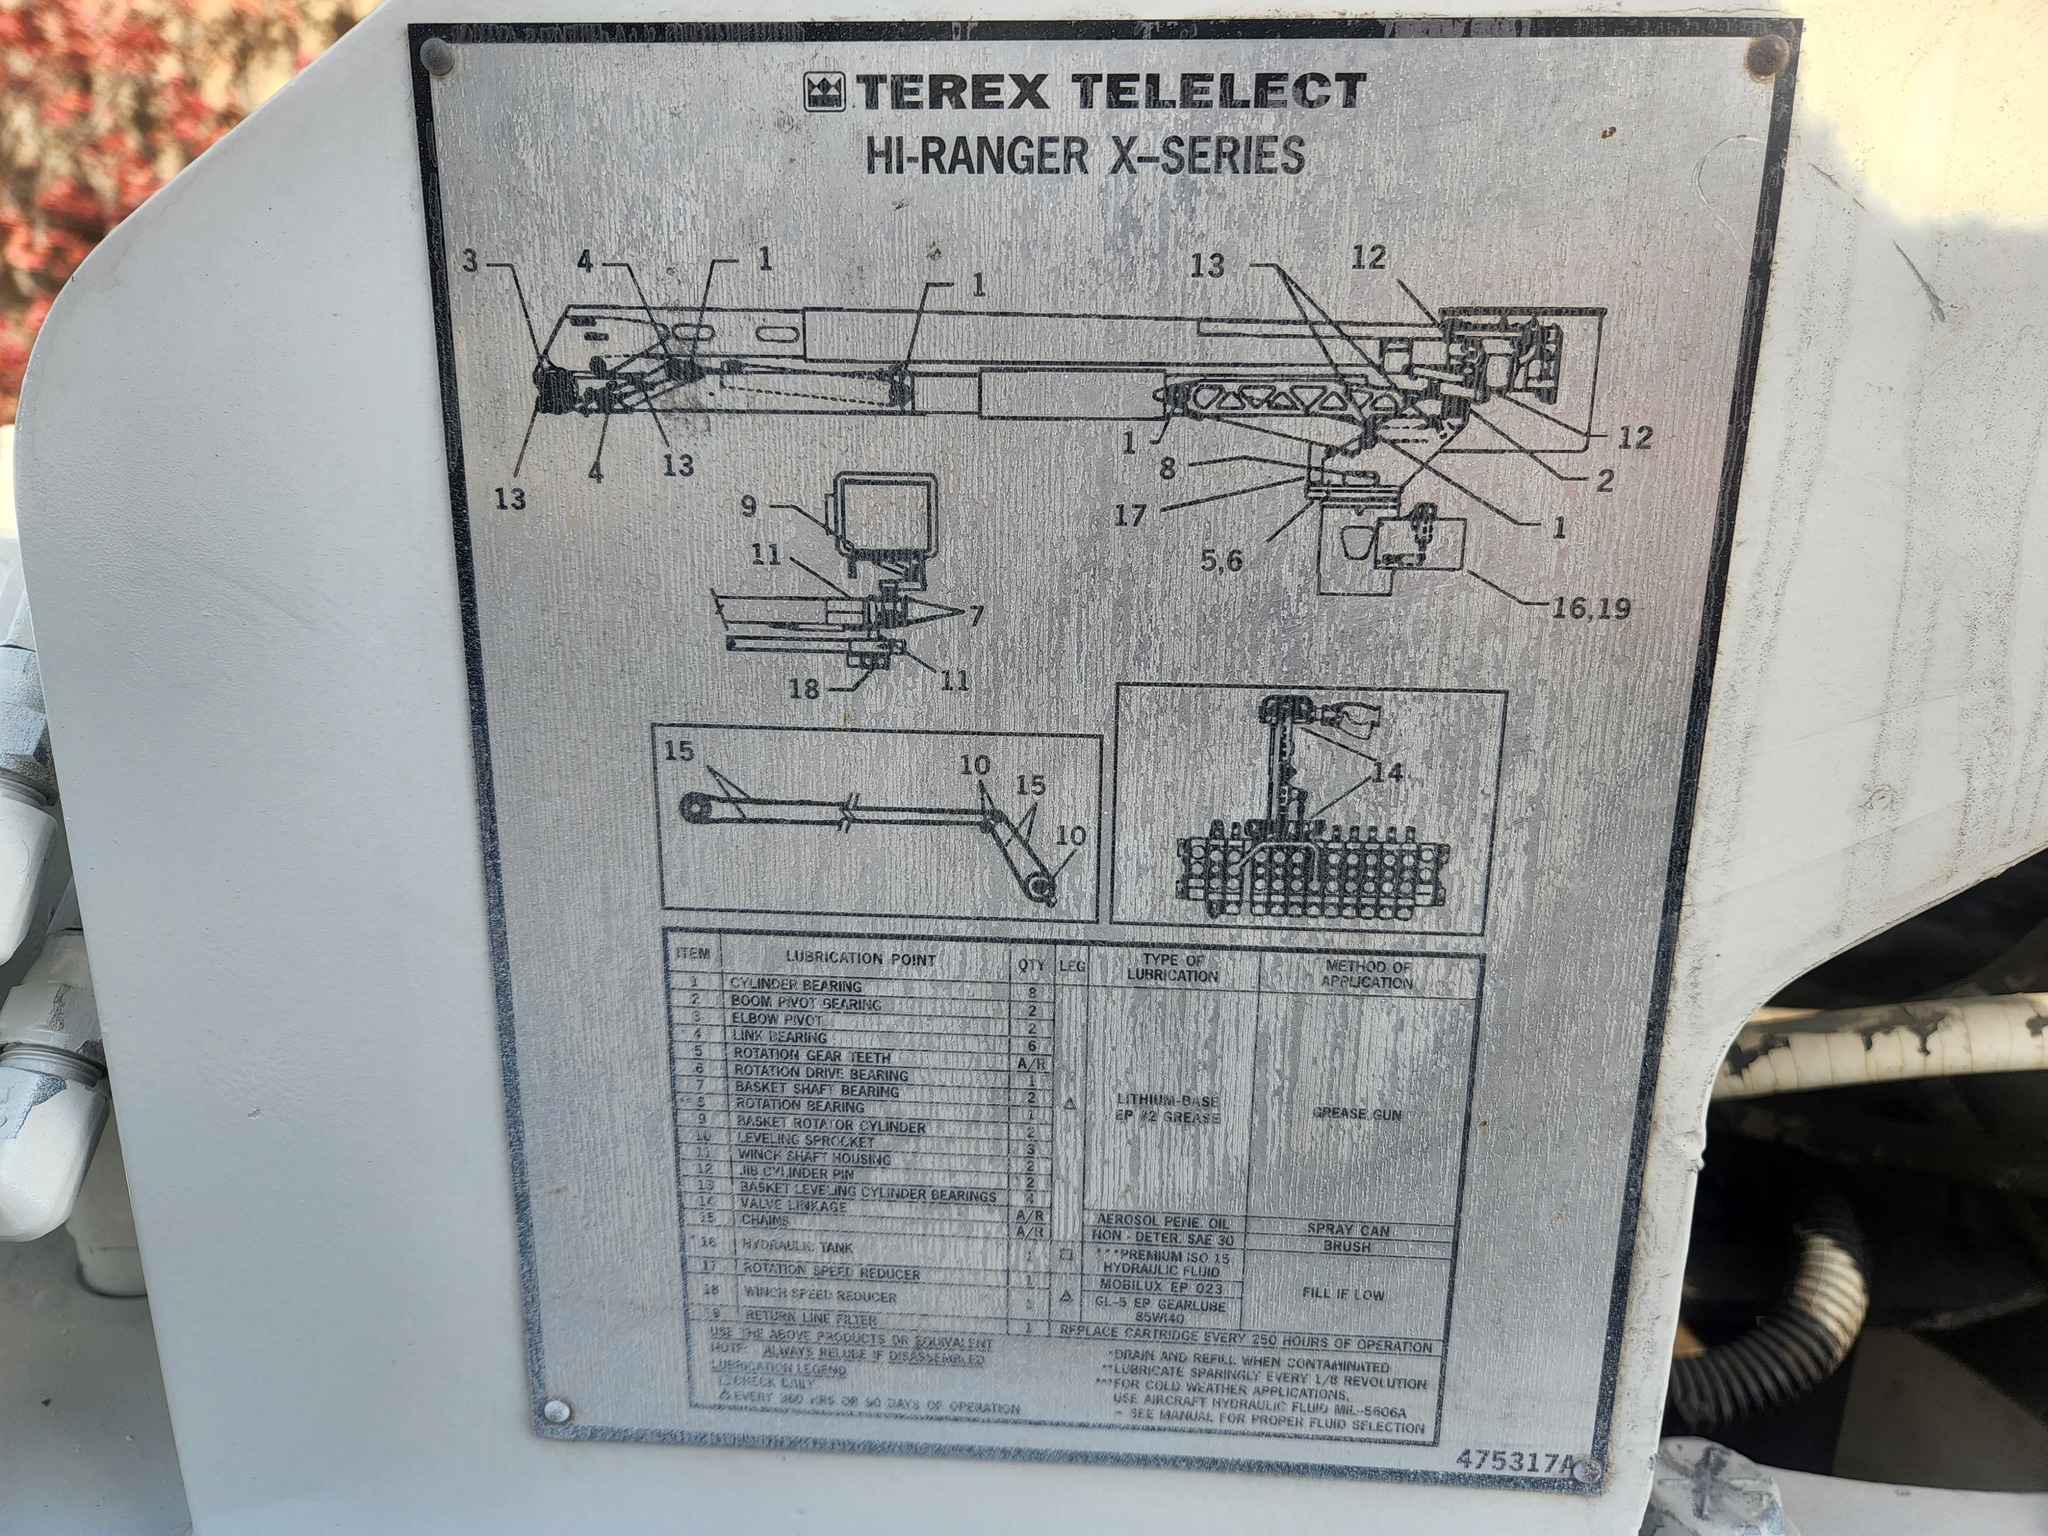 TEREX TELELECT
HI-RANGER X-SERIES
3
4
1
1
13
12
13
4
13
1
8
17
5,6
12
2
1
16,19
9
11
7
18
11
15
10
15
10
14
ITEM LUBRICATION POINT QTY LEG TYPE OF LUBRICATION METHOD OF APPLICATION
1 CYLINDER BEARING 8
2 BOOM PIVOT BEARING 2
3 ELBOW PIVOT 2
4 LINK BEARING 6
5 ROTATION GEAR TEETH A/R
6 ROTATION DRIVE BEARING 1
7 BASKET SHAFT BEARING 2
**8 ROTATION BEARING 1
9 BASKET ROTATOR CYLINDER 2
10 LEVELING SPROCKET 3
11 WINCH SHAFT HOUSING 2
12 JIB CYLINDER PIN 2
13 BASKET LEVELING CYLINDER BEARINGS 4
△ LITHIUM-BASE EP #2 GREASE GREASE GUN
14 VALVE LINKAGE A/R AEROSOL PENE. OIL SPRAY CAN
15 CHAINS A/R NON - DETER. SAE 30 BRUSH
*16 HYDRAULIC TANK 1 □ ***PREMIUM ISO 15 HYDRAULIC FLUID
17 ROTATION SPEED REDUCER 1 MOBILUX EP 023
18 WINCH SPEED REDUCER 1 △ GL-5 EP GEARLUBE 85W140
FILL IF LOW
19 RETURN LINE FILTER 1 REPLACE CARTRIDGE EVERY 250 HOURS OF OPERATION
USE THE ABOVE PRODUCTS OR EQUIVALENT
NOTE: ALWAYS RELUBE IF DISASSEMBLED
LUBRICATION LEGEND
□ CHECK DAILY
△ EVERY 360 HRS OR 90 DAYS OF OPERATION
*DRAIN AND REFILL WHEN CONTAMINATED
**LUBRICATE SPARINGLY EVERY 1/8 REVOLUTION
***FOR COLD WEATHER APPLICATIONS,
USE AIRCRAFT HYDRAULIC FLUID MIL-5606A
- SEE MANUAL FOR PROPER FLUID SELECTION
475317A